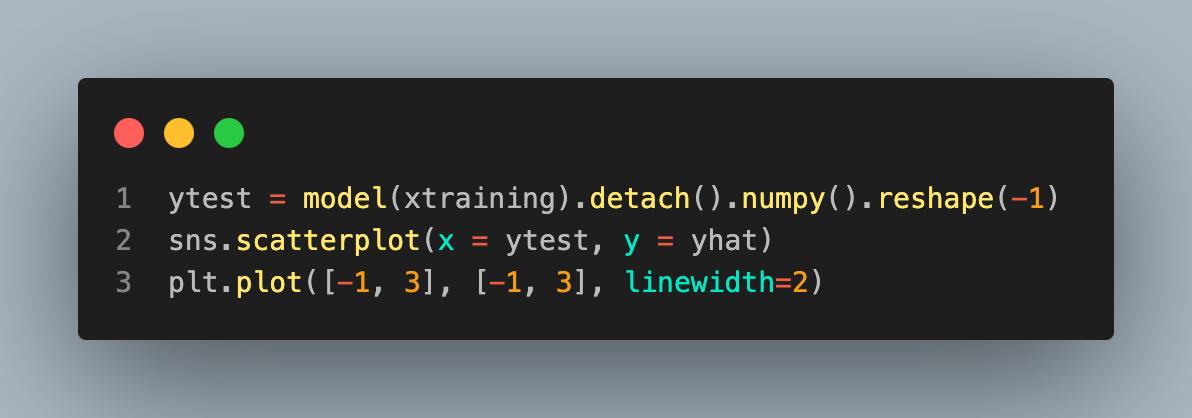 1 ytest = model(xtraining).detach().numpy().reshape(-1)
2 sns.scatterplot(x = ytest, y = yhat)
3 plt.plot([-1, 3], [-1, 3], linewidth=2)